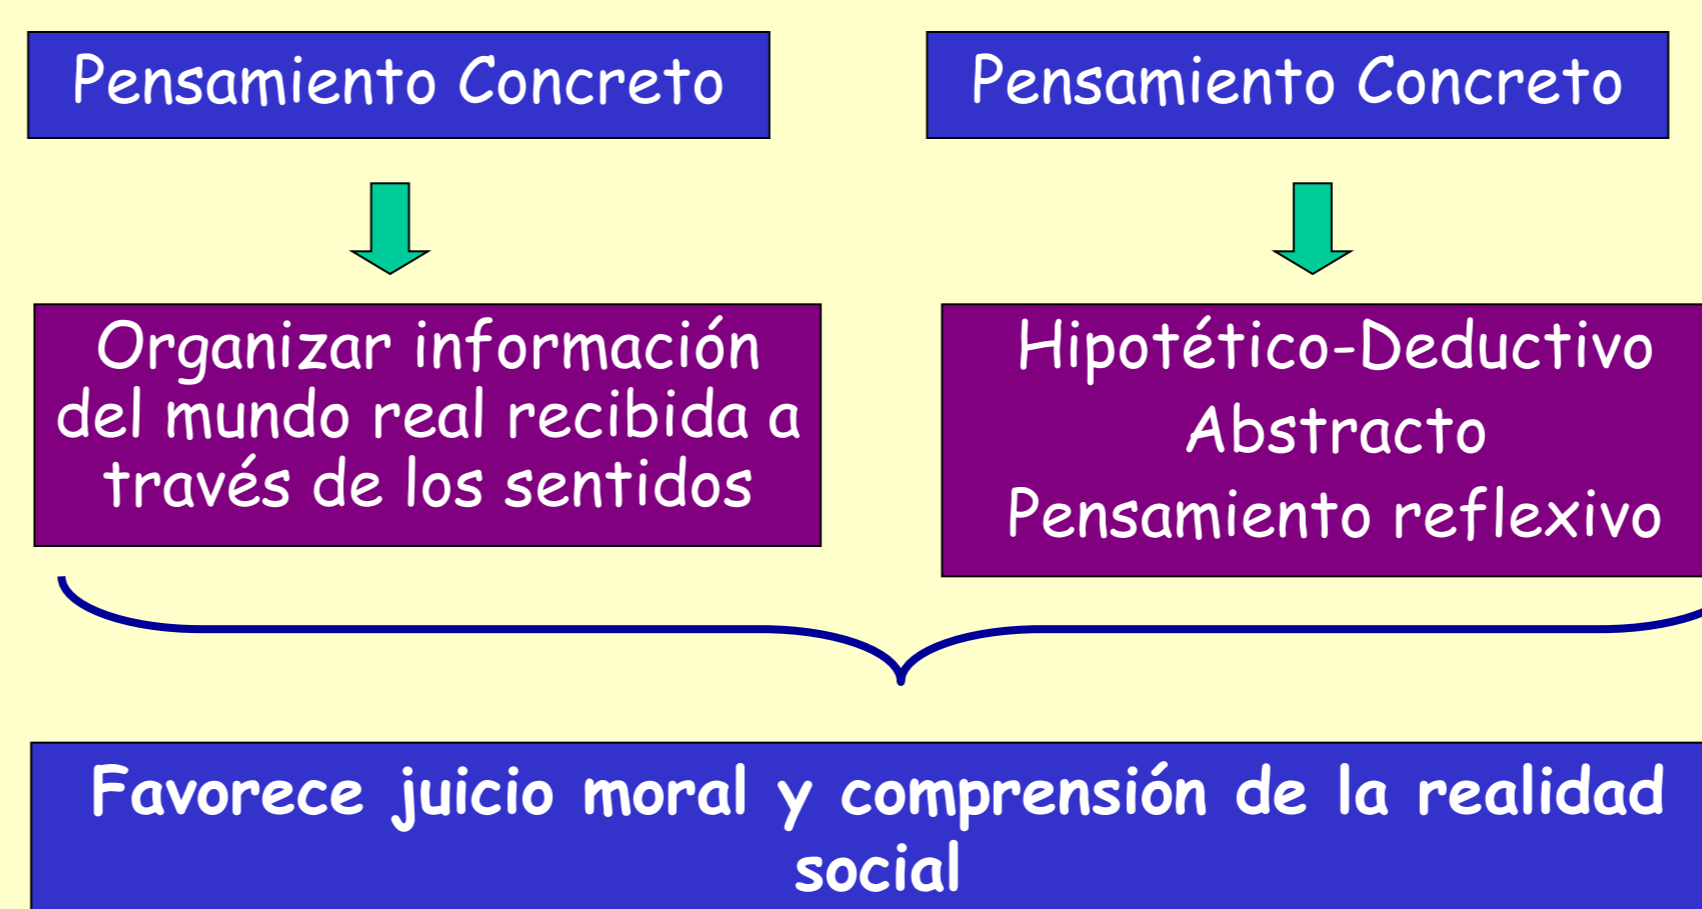 Pensamiento Concreto
Pensamiento Concreto
Organizar información
del mundo real recibida a
través de los sentidos
Hipotético-Deductivo
Abstracto
Pensamiento reflexivo
Favorece juicio moral y comprensión de la realidad
social